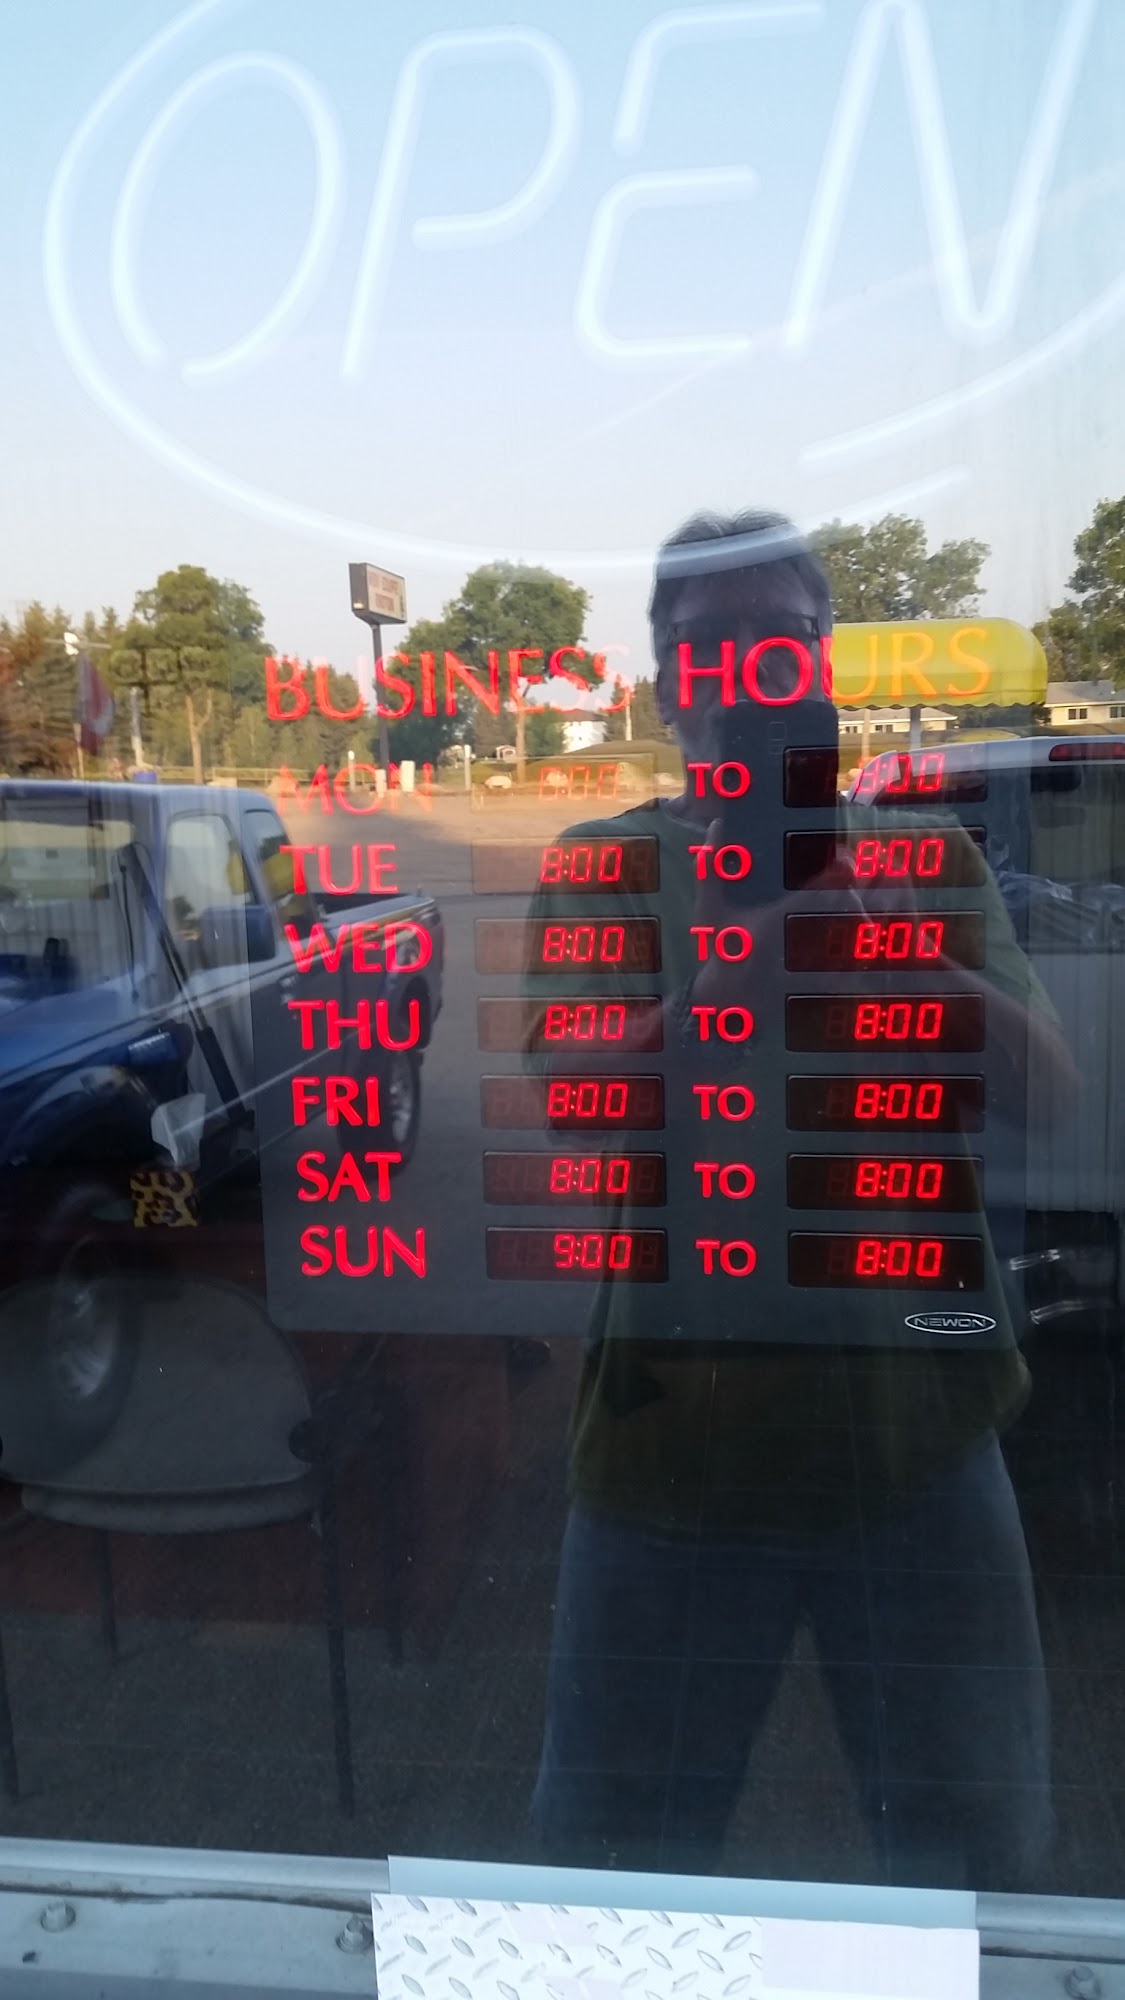 OPEN
BUSINESS HOURS
MON 8:00 TO 8:00
TUE 8:00 TO 8:00
WED 8:00 TO 8:00
THU 8:00 TO 8:00
FRI 8:00 TO 8:00
SAT 8:00 TO 8:00
SUN 9:00 TO 8:00
NEWON